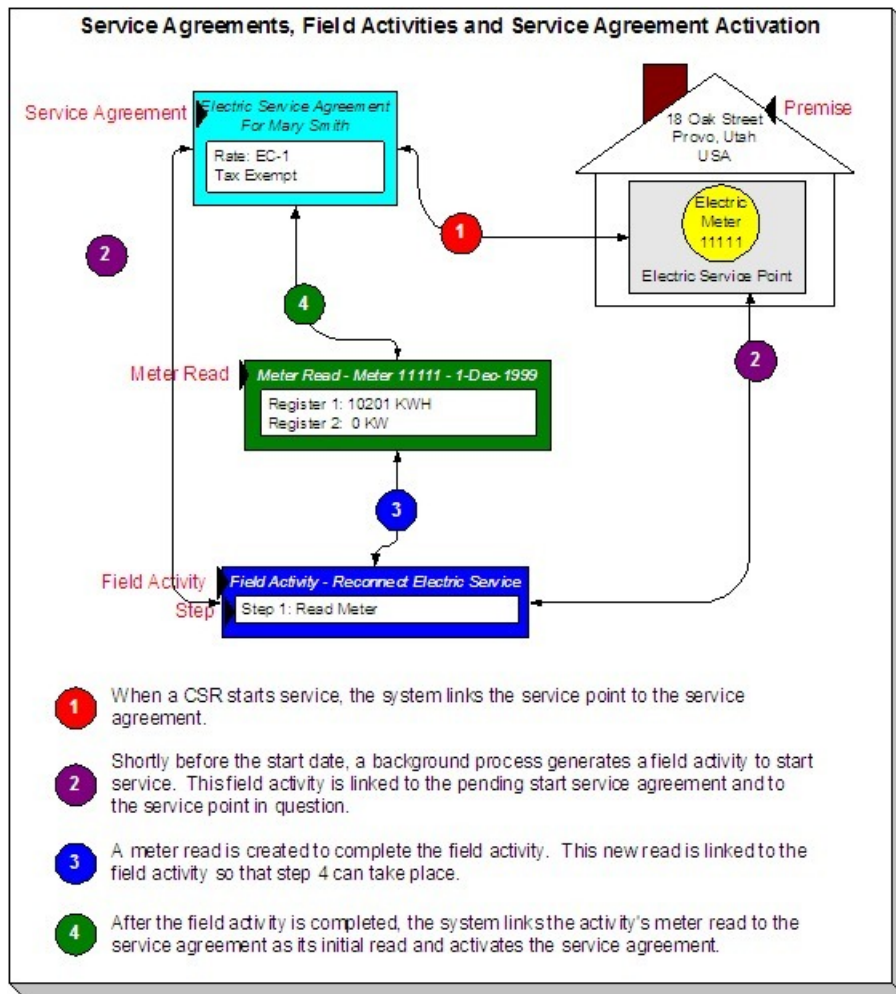 Service Agreements, Field Activities and Service Agreement Activation
Service Agreement
Electric Service Agreement
For Mary Smith
Rate: EC-1
Tax Exempt
Premise
18 Oak Street
Provo, Utah
USA
Electric
Meter
11111
Electric Service Point
1
2
4
2
Meter Read
Meter Read - Meter 11111 - 1-Dec-1999
Register 1: 10201 KWH
Register 2: 0 KW
3
Field Activity
Field Activity - Reconnect Electric Service
Step
Step 1: Read Meter
1
When a CSR starts service, the system links the service point to the service
agreement.
2
Shortly before the start date, a background process generates a field activity to start
service. This field activity is linked to the pending start service agreement and to
the service point in question.
3
A meter read is created to complete the field activity. This new read is linked to the
field activity so that step 4 can take place.
4
After the field activity is completed, the system links the activity's meter read to the
service agreement as its initial read and activates the service agreement.